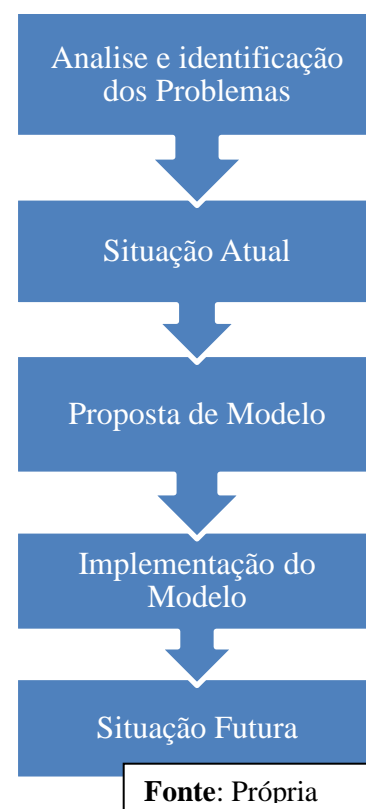 Analise e identificação
dos Problemas
Situação Atual
Proposta de Modelo
Implementação do
Modelo
Situação Futura
Fonte: Própria